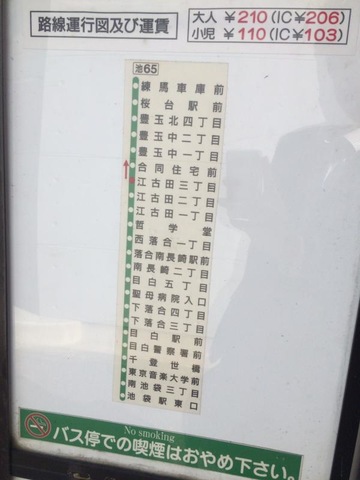 路線運行図及び運賃
大人 ¥210(IC¥206)
小児 ¥110(IC¥103)
池65
練馬車庫前
桜台駅前
豊玉北四丁目
豊玉中二丁目
豊玉中一丁目
合同住宅前
江古田三丁目
江古田二丁目
江古田一丁目
哲学堂
西落合一丁目
落合南長崎駅前
南長崎二丁目
目白五丁目
聖母病院入口
下落合四丁目
下落合三丁目
目白駅前
目白警察署前
千登世橋
東京音楽大学前
南池袋三丁目
池袋駅東口
No smoking
バス停での喫煙はおやめ下さい。